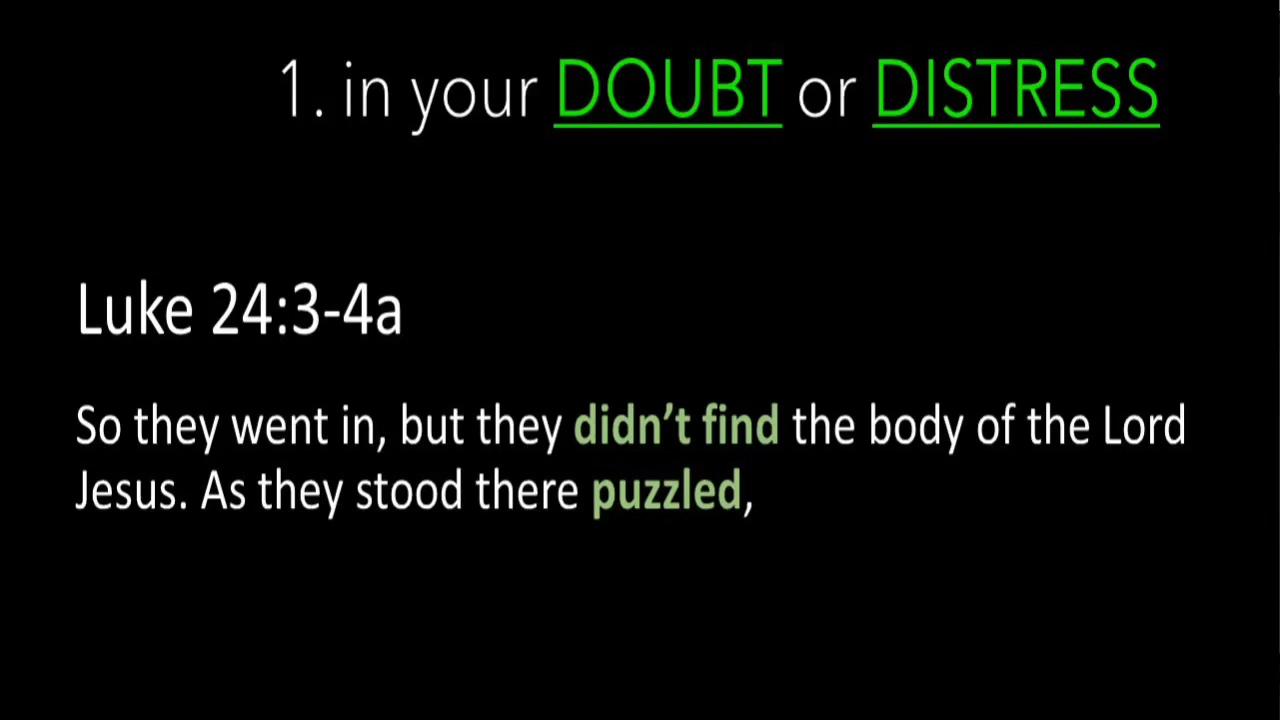 1. in your DOUBT or DISTRESS
Luke 24:3-4a
So they went in, but they didn’t find the body of the Lord
Jesus. As they stood there puzzled,